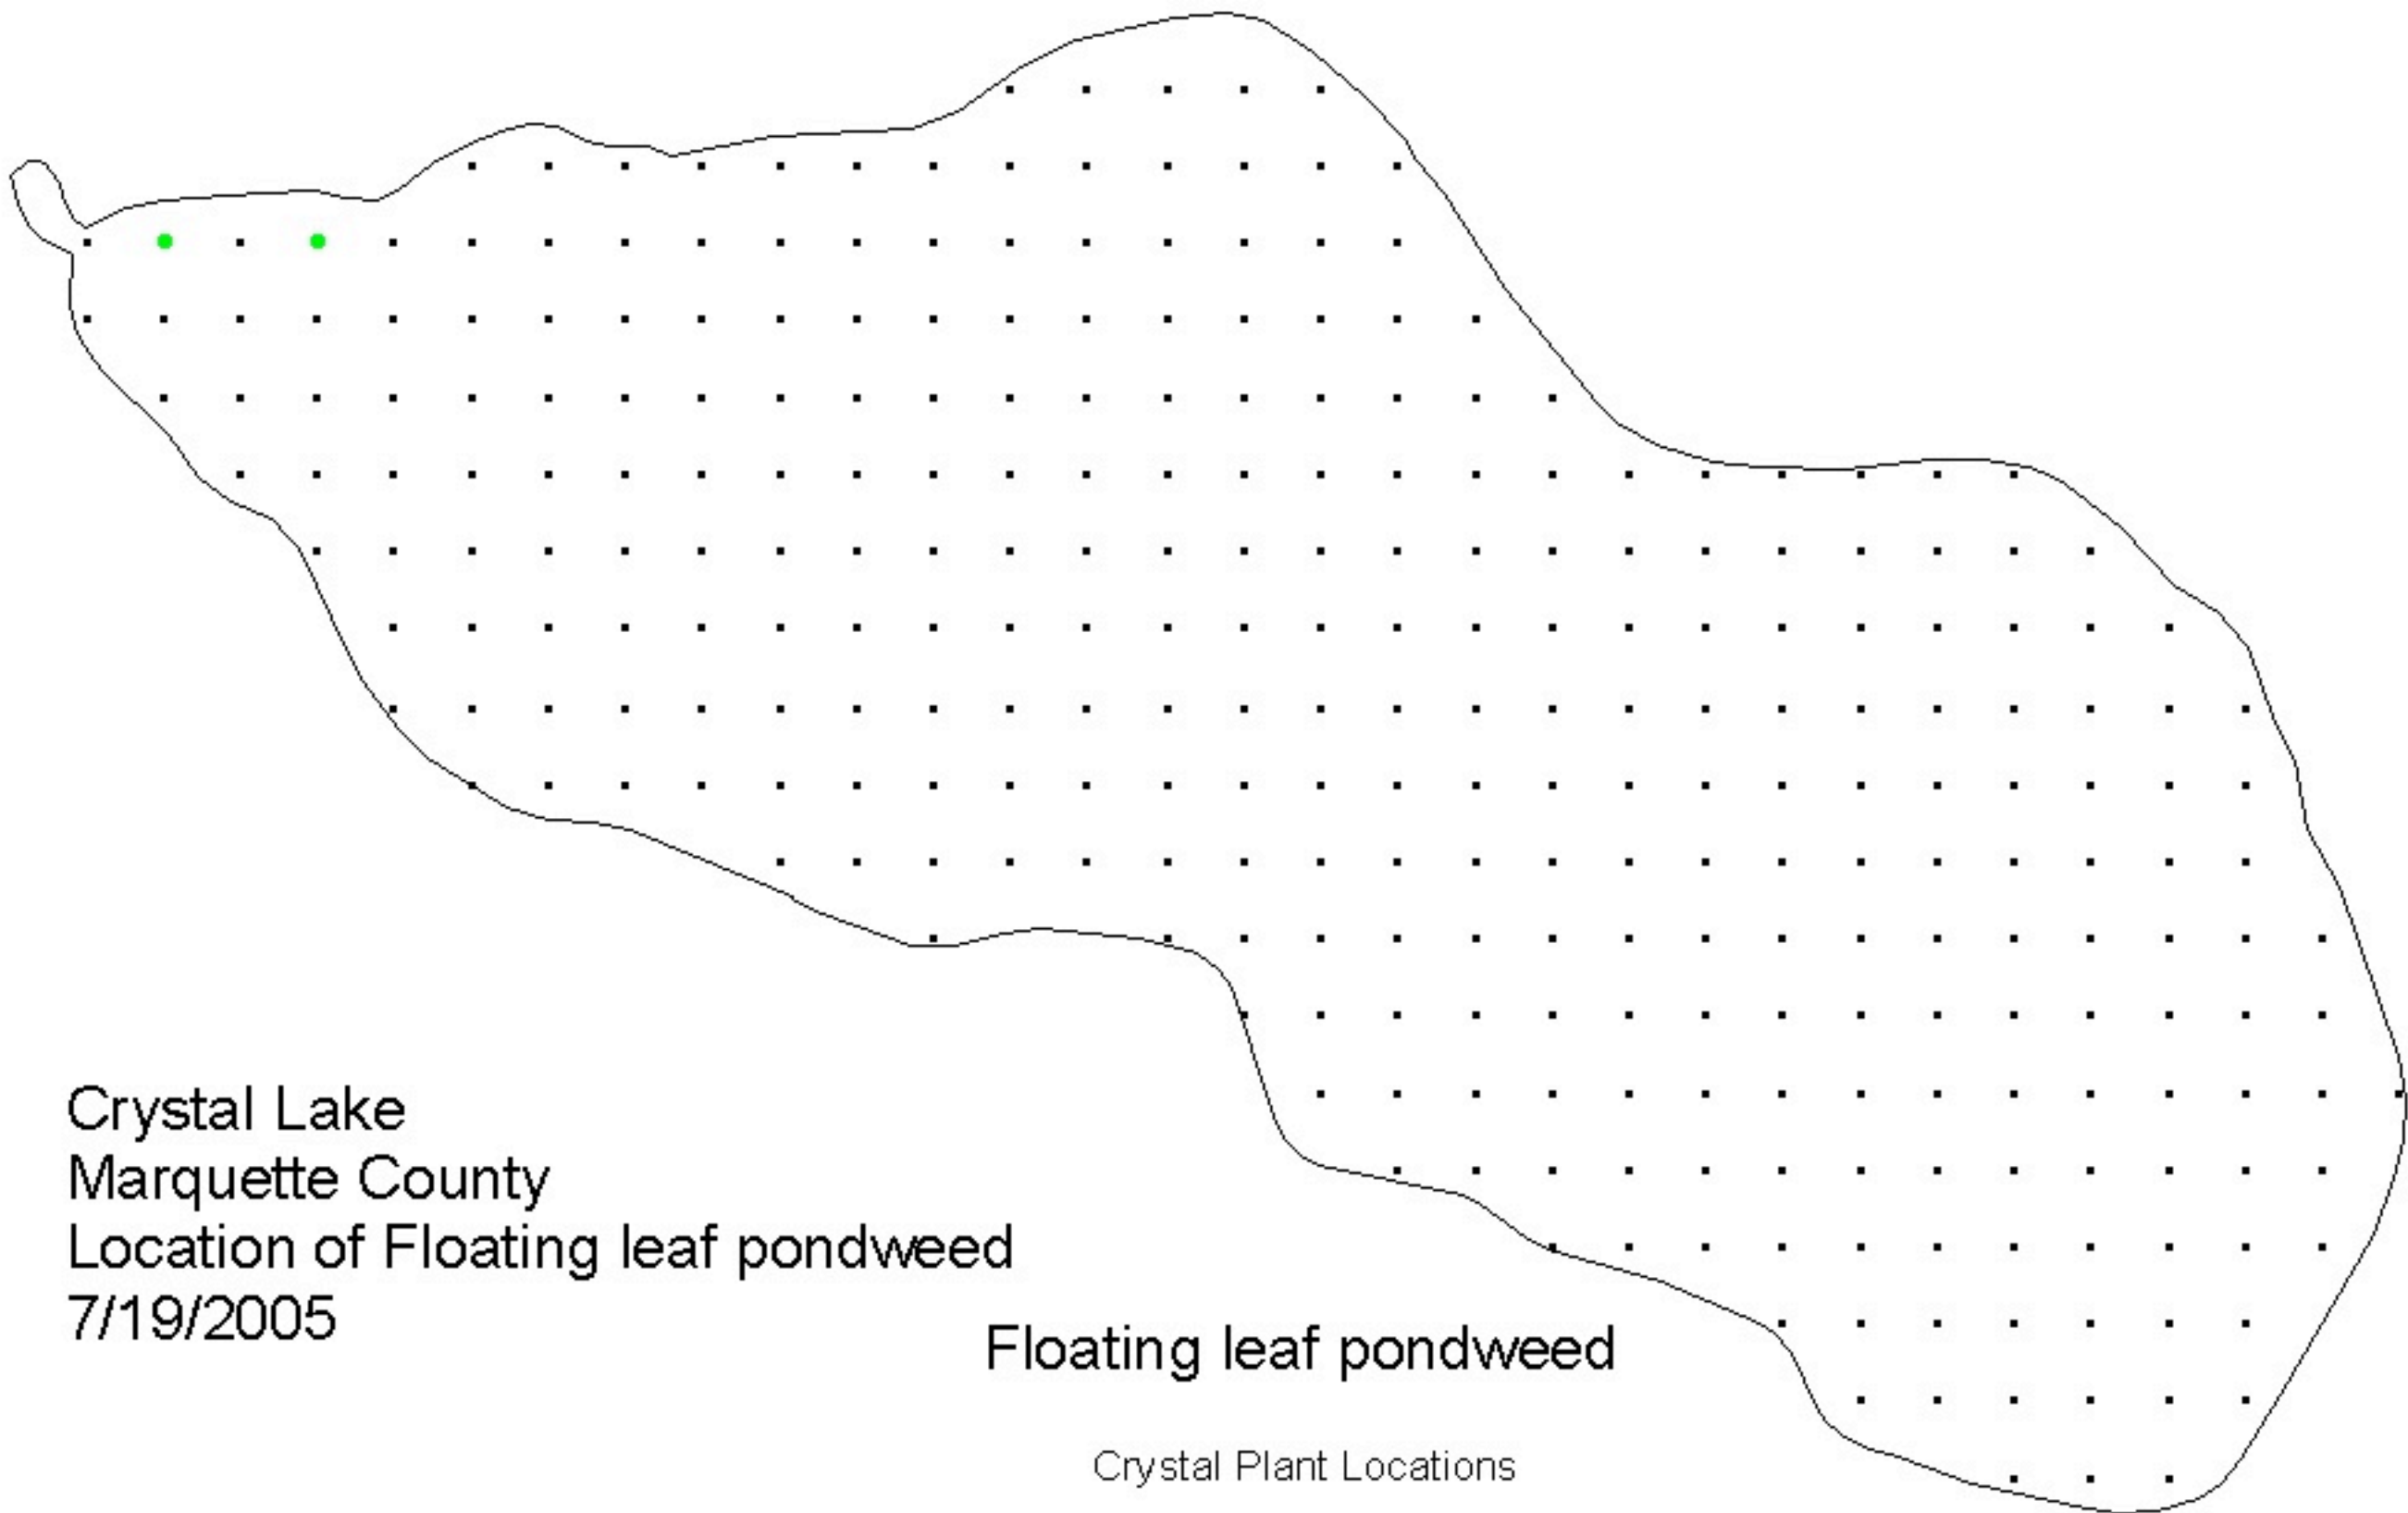 Crystal Lake
Marquette County
Location of Floating leaf pondweed
7/19/2005
Floating leaf pondweed
Crystal Plant Locations